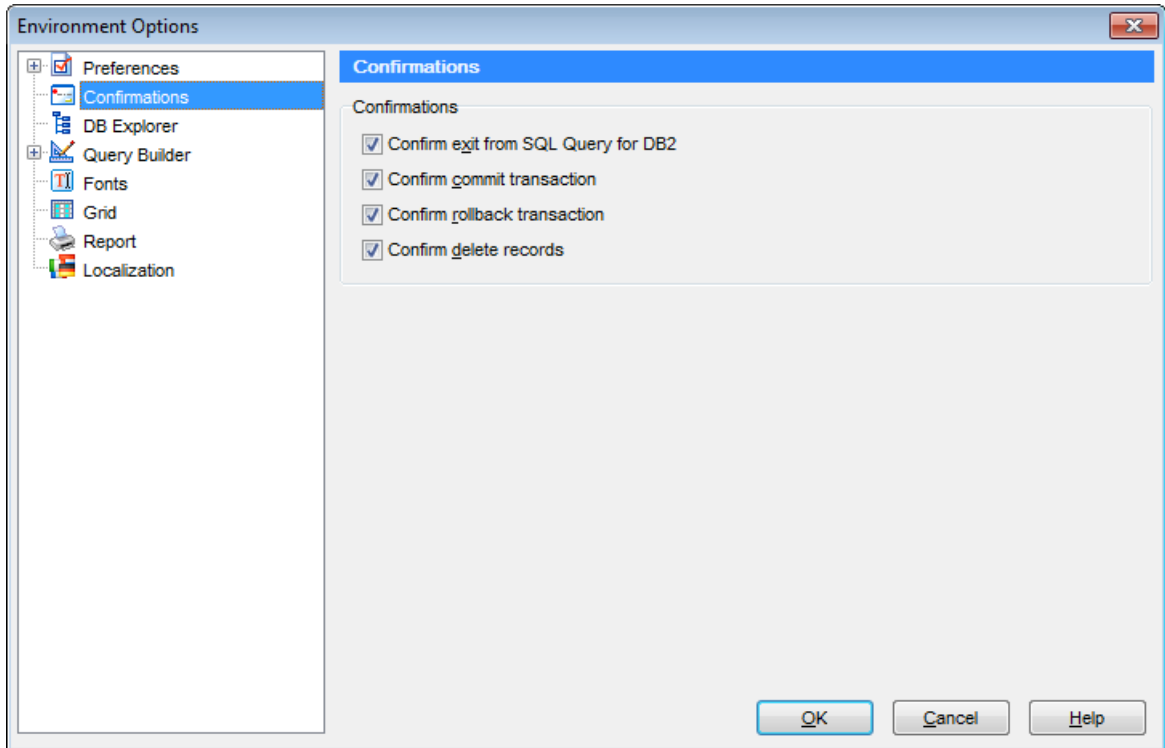 Environment Options
Preferences
Confirmations
DB Explorer
Query Builder
Fonts
Grid
Report
Localization
Confirmations
Confirmations
Confirm exit from SQL Query for DB2
Confirm commit transaction
Confirm rollback transaction
Confirm delete records
OK
Cancel
Help